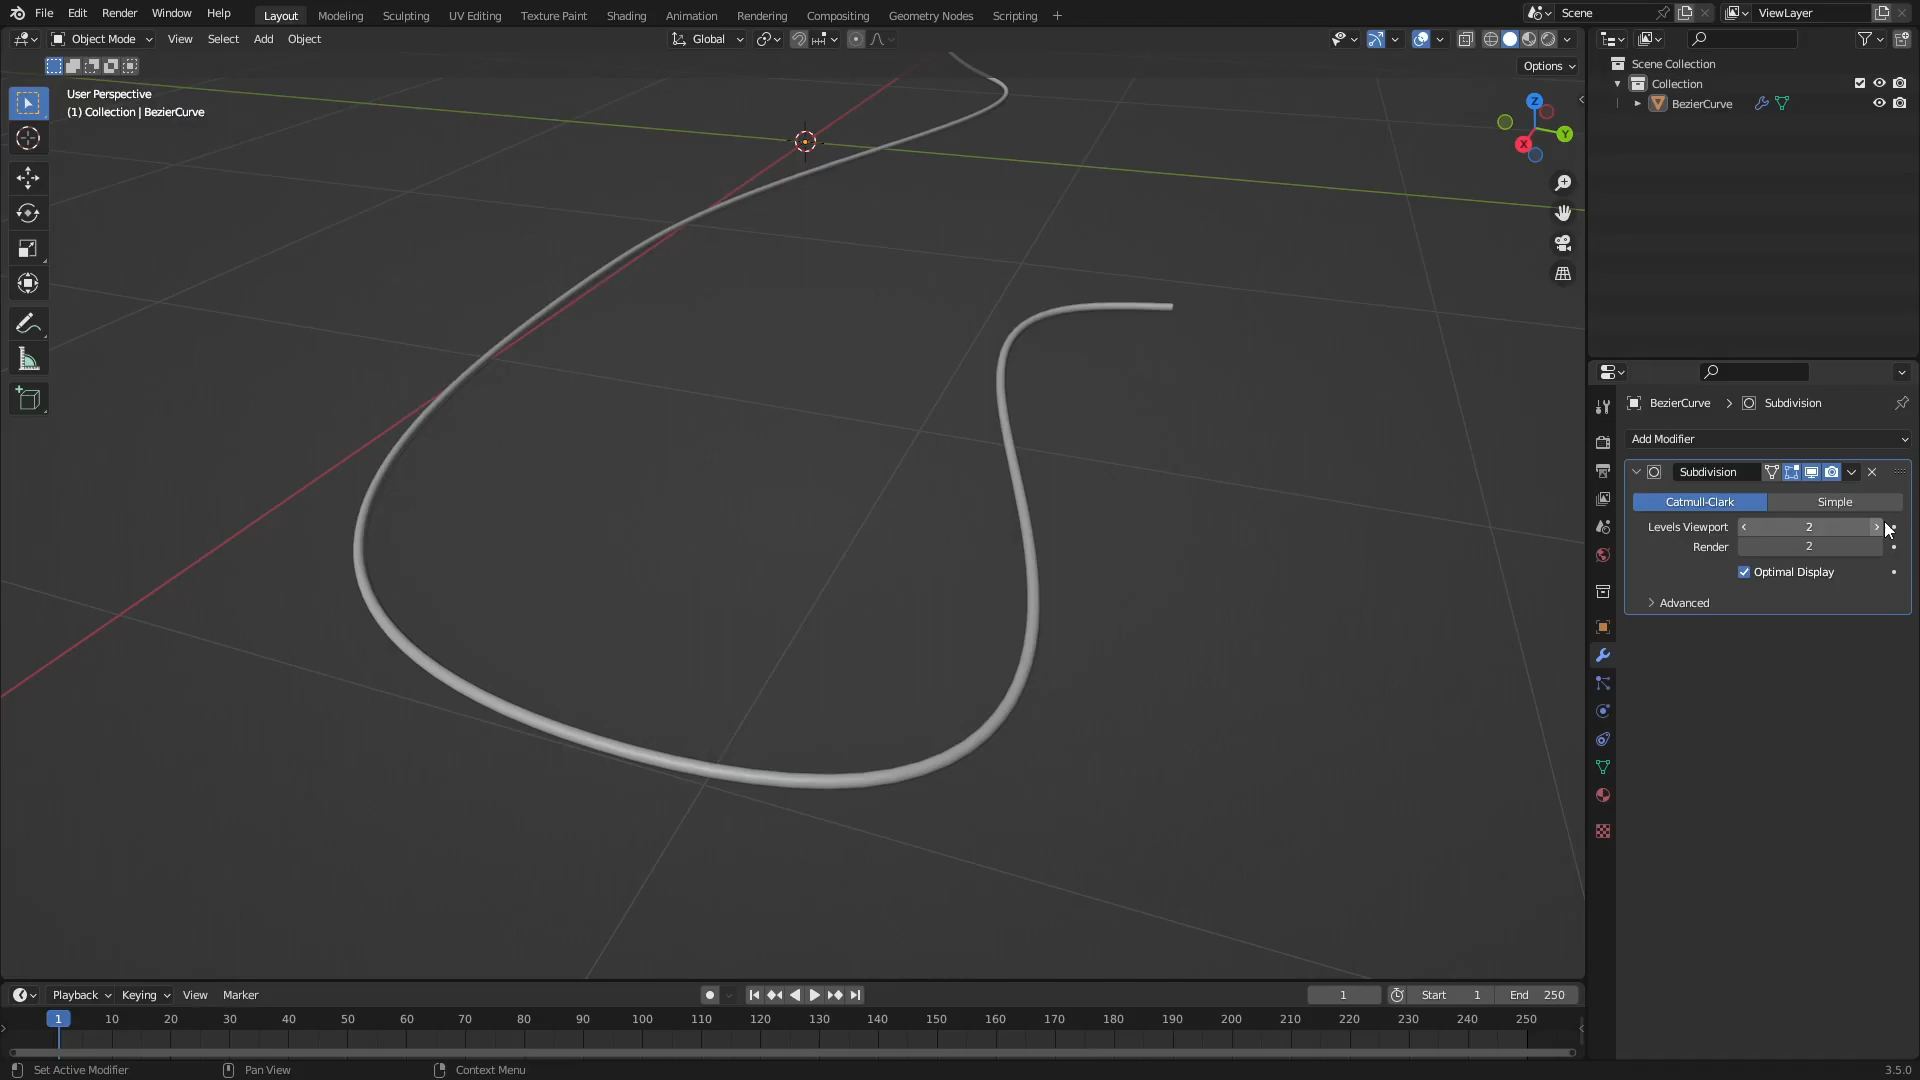 File Edit Render Window Help Layout Modeling Sculpting UV Editing Texture Paint Shading Animation Rendering Compositing Geometry Nodes Scripting + Scene ViewLayer
Object Mode View Select Add Object Global
Options
User Perspective
(1) Collection | BezierCurve
Z
Y
X
Scene Collection
Collection
BezierCurve
BezierCurve > Subdivision
Add Modifier
Subdivision
Catmull-Clark Simple
Levels Viewport 2
Render 2
Optimal Display
Advanced
Playback Keying View Marker 1 Start 1 End 250
1 10 20 30 40 50 60 70 80 90 100 110 120 130 140 150 160 170 180 190 200 210 220 230 240 250
Set Active Modifier Pan View Context Menu 3.5.0